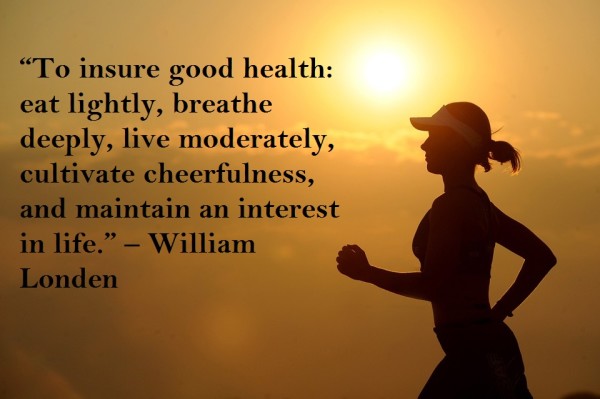 “To insure good health:
eat lightly, breathe
deeply, live moderately,
cultivate cheerfulness,
and maintain an interest
in life.” – William
Londen